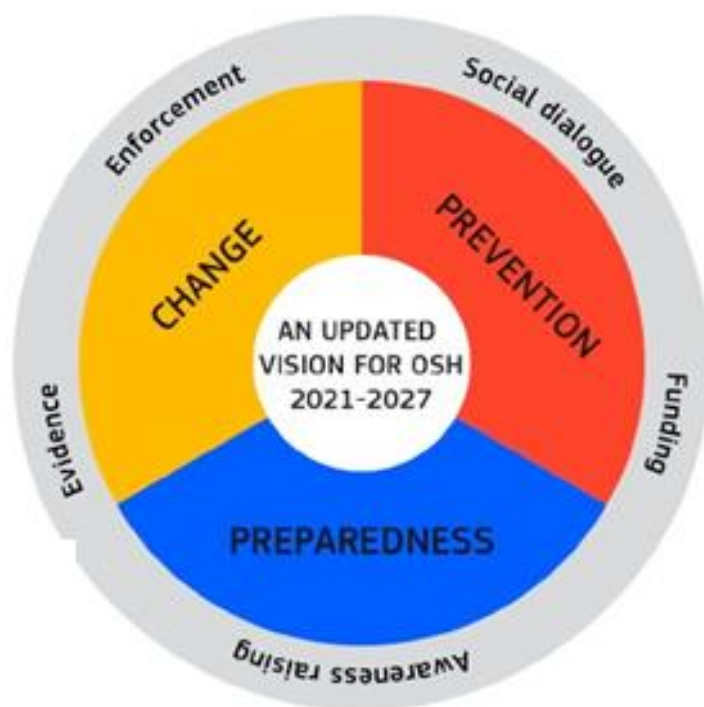 Enforcement
Social dialogue
CHANGE
PREVENTION
AN UPDATED
VISION FOR OSH
2021-2027
Evidence
Funding
PREPAREDNESS
Awareness raising